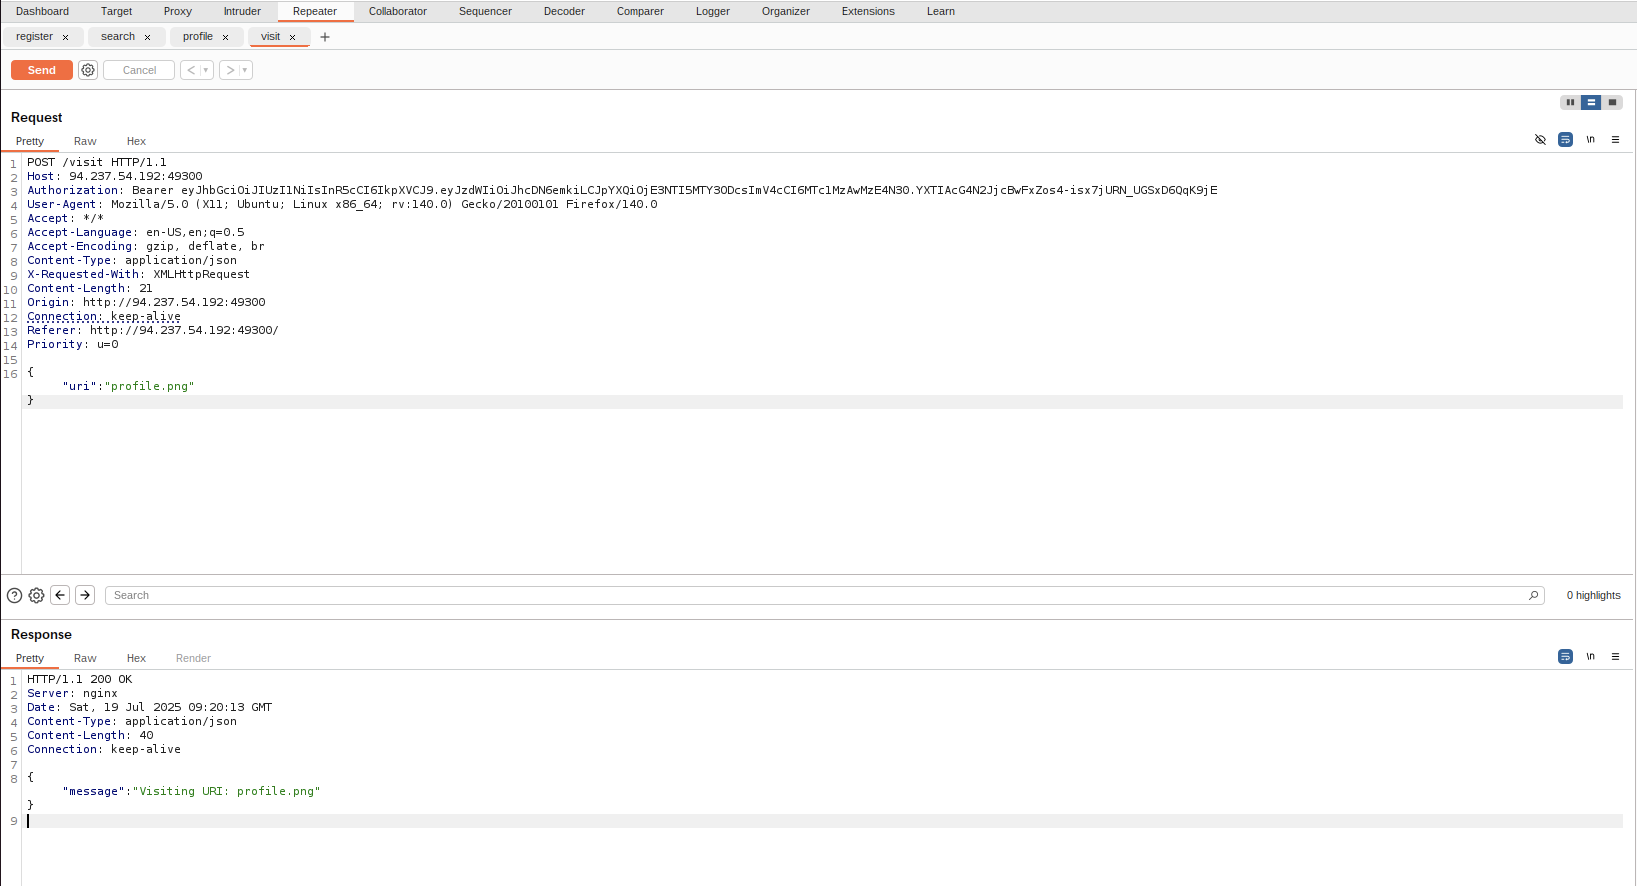 Dashboard Target Proxy Intruder Repeater Collaborator Sequencer Decoder Comparer Logger Organizer Extensions Learn
register × search × profile × visit × +
Send Cancel < >
Request
Pretty Raw Hex \n
1 POST /visit HTTP/1.1
2 Host: 94.237.54.192:49300
3 Authorization: Bearer eyJhbGciOiJIUzI1NiIsInR5cCI6IkpXVCJ9.eyJzdWIiOiJhcDN6emkiLCJpYXQiOjE3NTI5MTY3ODcsImV4cCI6MTc1MzAwMzE4N30.YXTIAcG4N2JjcBwFxZos4-isx7jURN_UGSxD6QqK9jE
4 User-Agent: Mozilla/5.0 (X11; Ubuntu; Linux x86_64; rv:140.0) Gecko/20100101 Firefox/140.0
5 Accept: */*
6 Accept-Language: en-US,en;q=0.5
7 Accept-Encoding: gzip, deflate, br
8 Content-Type: application/json
9 X-Requested-With: XMLHttpRequest
10 Content-Length: 21
11 Origin: http://94.237.54.192:49300
12 Connection: keep-alive
13 Referer: http://94.237.54.192:49300/
14 Priority: u=0
15
16 {
"uri":"profile.png"
}
? Search 0 highlights
Response
Pretty Raw Hex Render \n
1 HTTP/1.1 200 OK
2 Server: nginx
3 Date: Sat, 19 Jul 2025 09:20:13 GMT
4 Content-Type: application/json
5 Content-Length: 40
6 Connection: keep-alive
7
8 {
"message":"Visiting URI: profile.png"
}
9